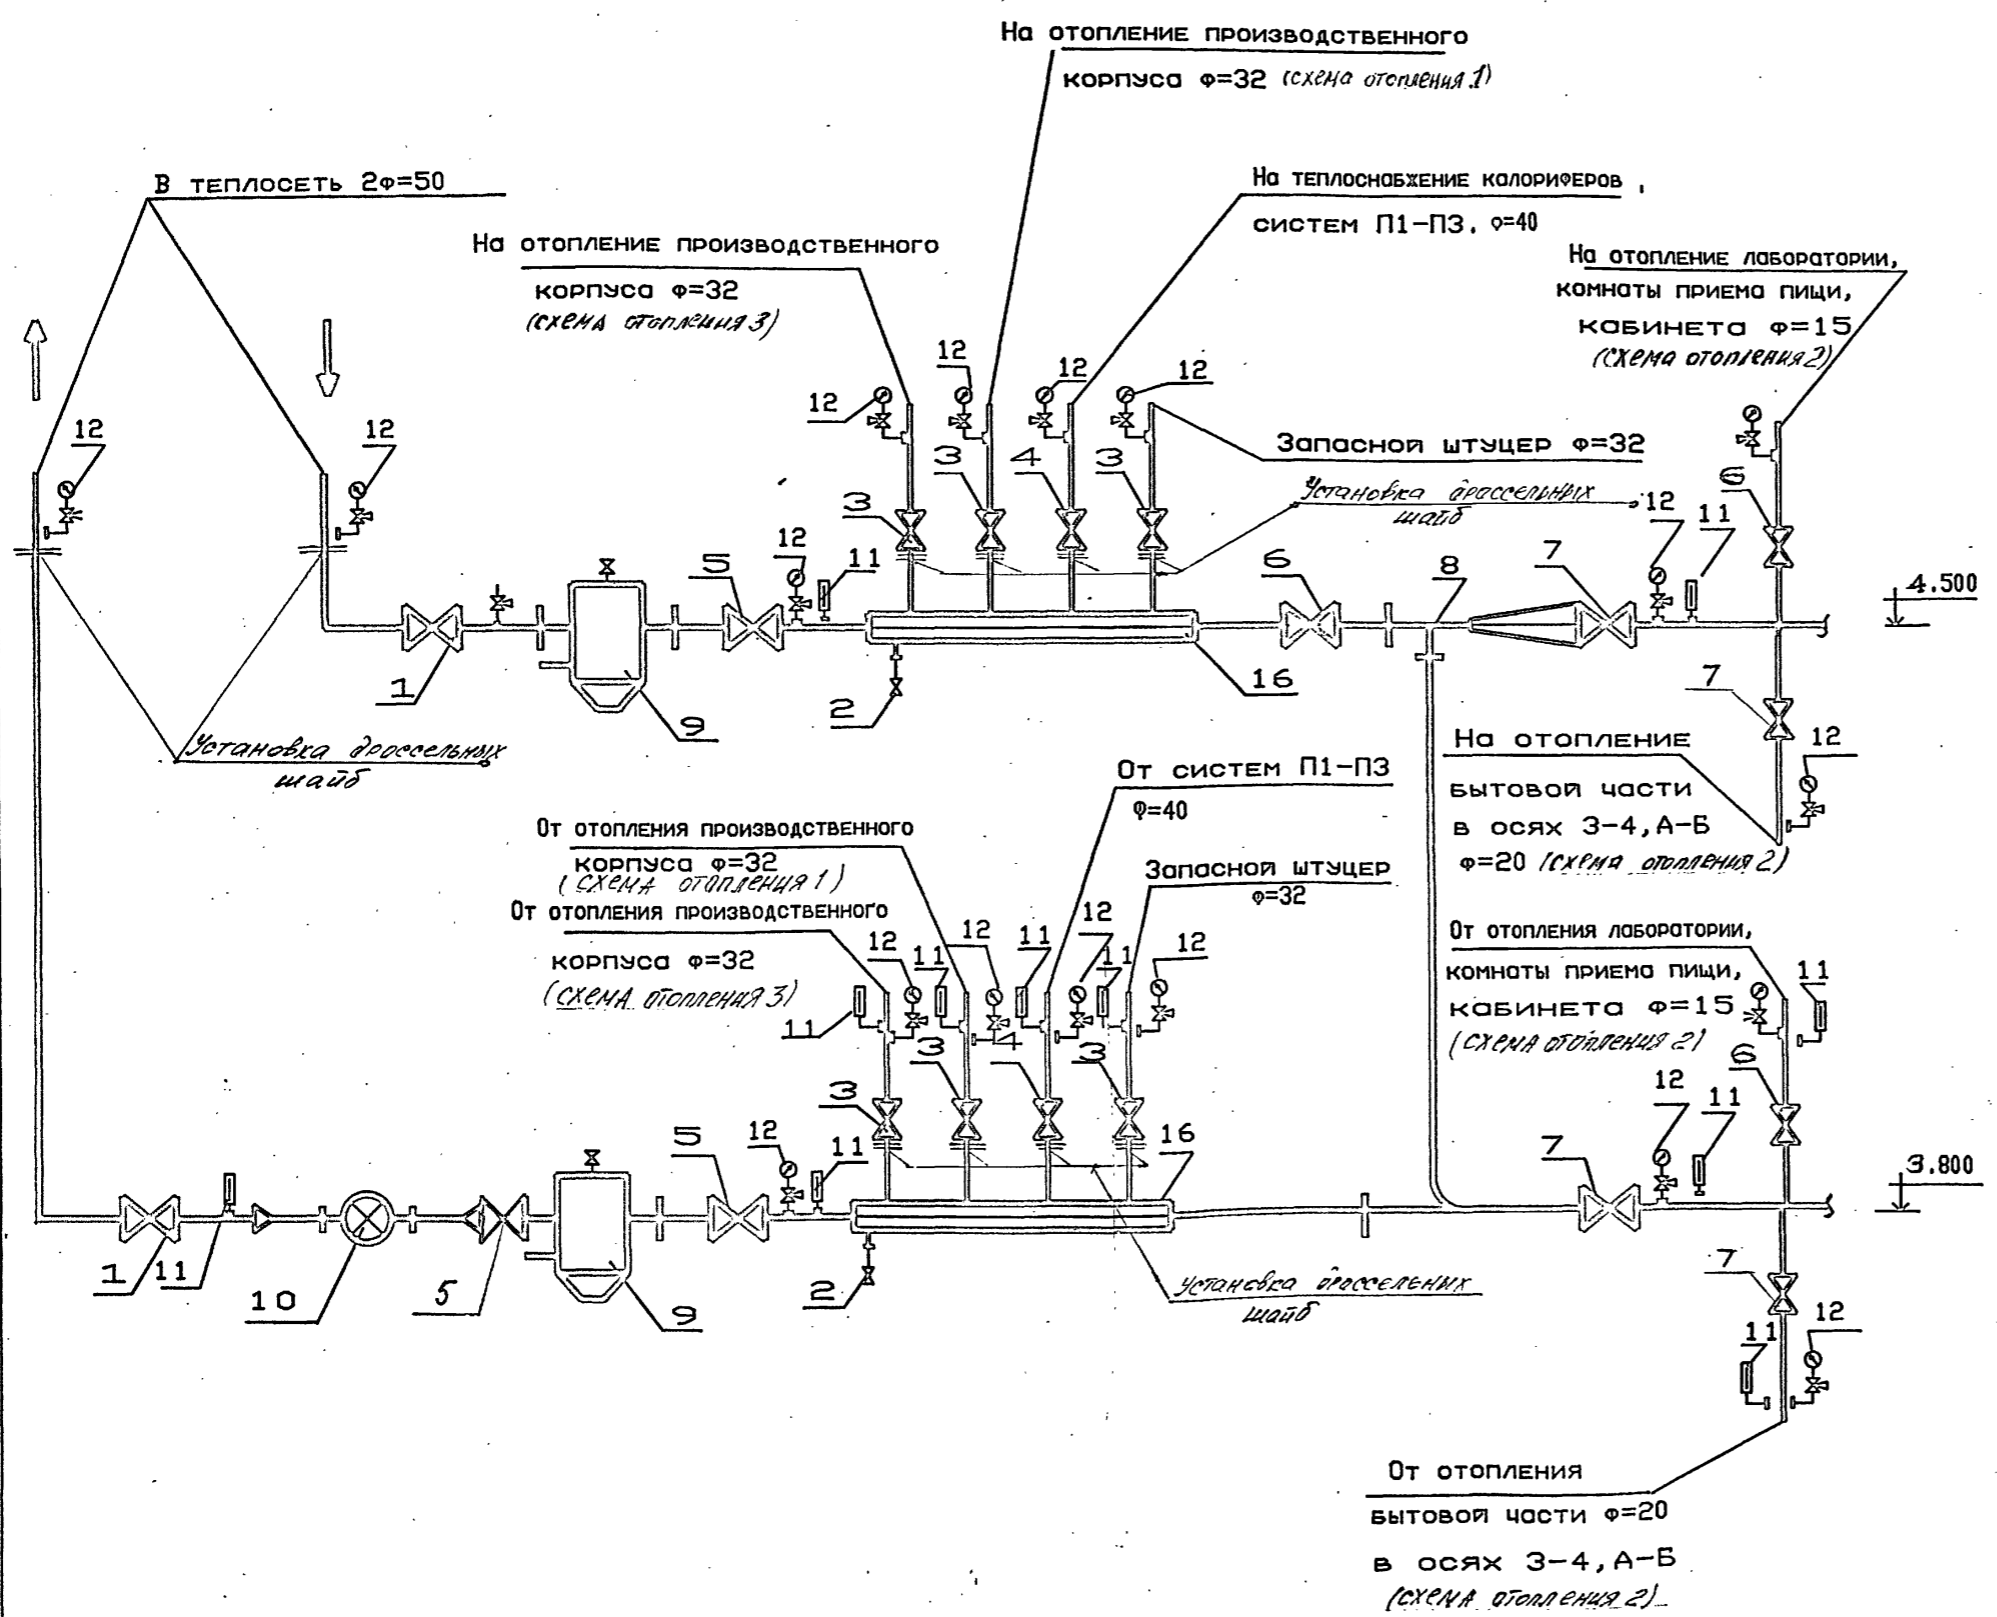 На отопление производственного
корпуса φ=32 (схема отопления 1)
В теплосеть 2φ=50
На теплоснабжение калориферов
систем П1-П3. φ=40
На отопление производственного
корпуса φ=32
(схема отопления 3)
На отопление лаборатории,
комнаты приема пищи,
кабинета φ=15
(схема отопления 2)
12
12
12
12
12
12
Запасной штуцер φ=32
3
4
3
3
Установка дроссельных
шайб
6
12
11
12
11
5
6
8
7
4.500
1
9
2
16
7
Установка дроссельных
шайб
На отопление
бытовой части
в осях 3-4, А-Б
φ=20 (схема отопления 2)
12
От систем П1-П3
φ=40
От отопления производственного
корпуса φ=32
(схема отопления 1)
Запасной штуцер
φ=32
От отопления производственного
корпуса φ=32
(схема отопления 3)
12
11
12
11
12
11
12
11
От отопления лаборатории,
комнаты приема пищи,
кабинета φ=15
(схема отопления 2)
11
3
3
4
3
6
12
11
5
12
11
16
7
3.800
1
11
10
5
9
2
Установка дроссельных
шайб
7
11
12
От отопления
бытовой части φ=20
в осях 3-4, А-Б
(схема отопления 2)